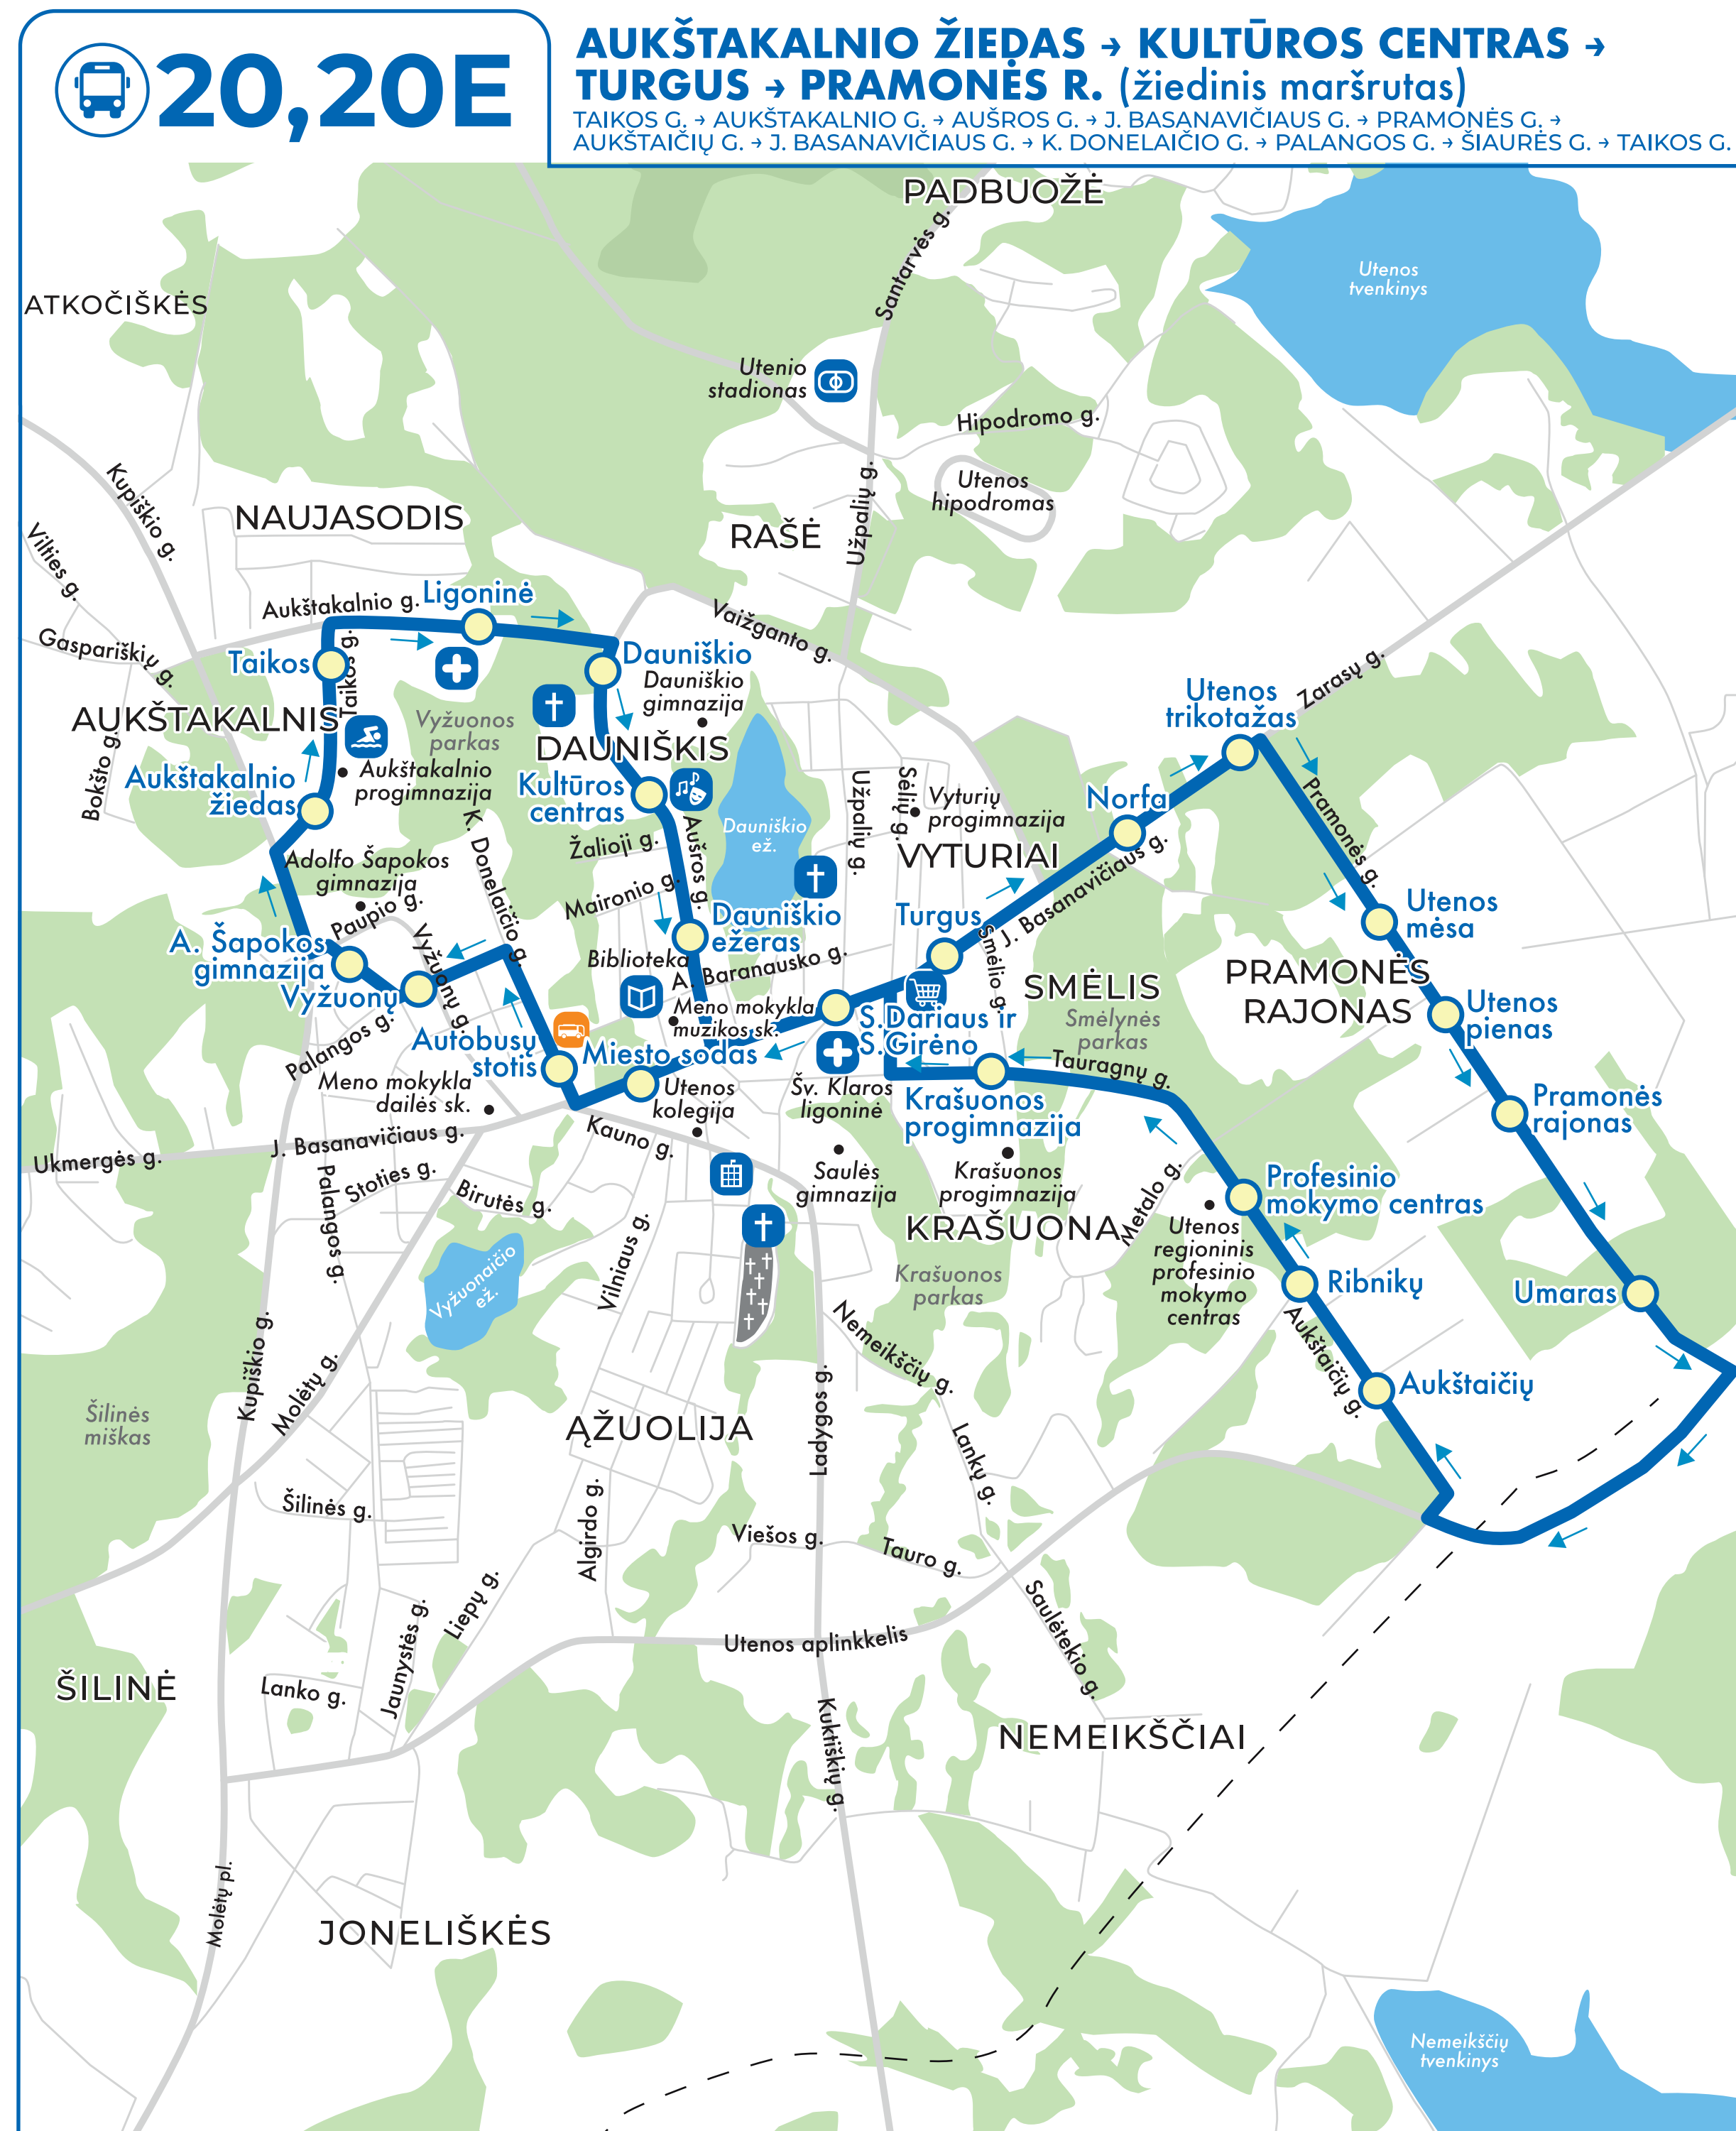 20,20E
AUKŠTAKALNIO ŽIEDAS → KULTŪROS CENTRAS →
TURGUS → PRAMONĖS R. (žiedinis maršrutas)
TAIKOS G. → AUKŠTAKALNIO G. → AUŠROS G. → J. BASANAVIČIAUS G. → PRAMONĖS G. →
AUKŠTAIČIŲ G. → J. BASANAVIČIAUS G. → K. DONELAIČIO G. → PALANGOS G. → ŠIAURĖS G. → TAIKOS G.
PADBUOŽĖ
Santarvės g.
Utenos
tvenkinys
ATKOČIŠKĖS
Utenio
stadionas
Hipodromo g.
Utenos
hipodromas
Kupiškio g.
NAUJASODIS
RAŠĖ
Užpalių g.
Vilties g.
Aukštakalnio g.
Ligoninė
Vaižganto g.
Gaspariškių g.
Taikos
Taikos g.
Dauniškio
Dauniškio
gimnazija
Zarasų g.
Utenos
trikotažas
AUKŠTAKALNIS
Vyžuonos
parkas
DAUNIŠKIS
Bokšto g.
Aukštakalnio
žiedas
Aukštakalnio
progimnazija
Kultūros
centras
Užpalių g.
Sėlių g.
Vyturių
progimnazija
Norfa
Pramonės g.
K. Donelaičio g.
Žalioji g.
Aušros g.
Dauniškio
ež.
VYTURIAI
Adolfo Šapokos
gimnazija
Maironio g.
Paupio g.
J. Basanavičiaus g.
Turgus
Dauniškio
ežeras
Utenos
mėsa
A. Šapokos
gimnazija
Vyžuonų g.
Biblioteka
A. Baranausko g.
Smėlio g.
SMĖLIS
PRAMONĖS
RAJONAS
Vyžuonų
Meno mokykla
muzikos sk.
S.Dariaus ir
S.Girėno
Smėlynės
parkas
Utenos
pienas
Palangos g.
Autobusų
stotis
Miesto sodas
Tauragnų g.
Meno mokykla
dailės sk.
Utenos
kolegija
Šv. Klaros
ligoninė
Krašuonos
progimnazija
Pramonės
rajonas
J. Basanavičiaus g.
Kauno g.
Ukmergės g.
Stoties g.
Palangos g.
Birutės g.
Saulės
gimnazija
Krašuonos
progimnazija
Metalo g.
Profesinio
mokymo centras
KRAŠUONA
Utenos
regioninis
profesinio
mokymo
centras
Vilniaus g.
Vyžuonaičio
ež.
Krašuonos
parkas
Ribnikų
Umaras
Nemeikščių g.
Aukštaičių g.
Kupiškio g.
Molėtų g.
Ladygos g.
Aukštaičių
Šilinės
miškas
ĄŽUOLIJA
Lankų g.
Šilinės g.
Algirdo g.
Viešos g.
Tauro g.
Liepų g.
Jaunystės g.
Saulėtekio g.
Utenos aplinkkelis
ŠILINĖ
Lanko g.
Kuktiškių g.
NEMEIKŠČIAI
Molėtų pl.
JONELIŠKĖS
Nemeikščių
tvenkinys